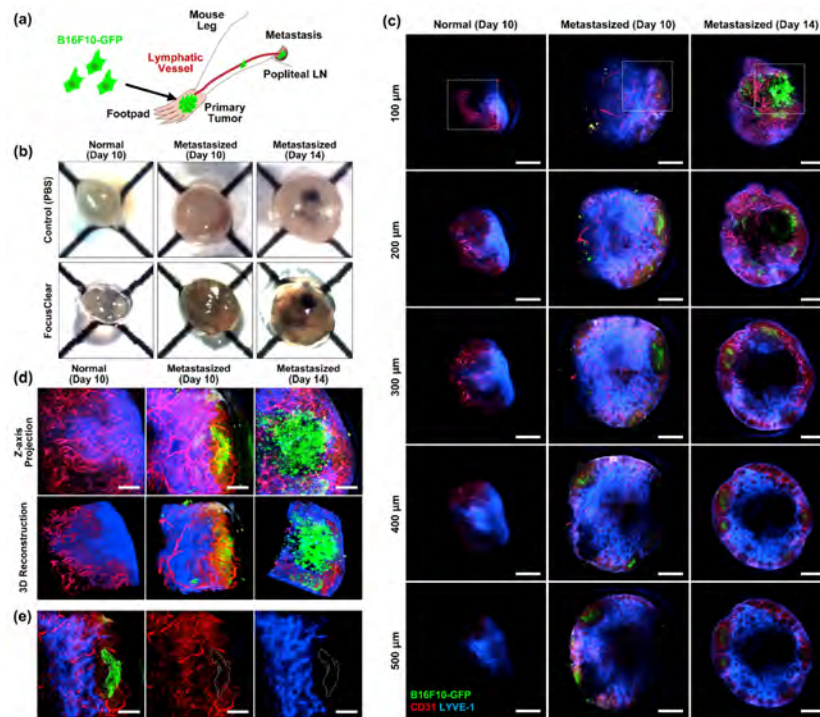 (a)
B16F10-GFP
Mouse
Leg
Lymphatic
Vessel
Metastasis
Popliteal LN
Footpad
Primary
Tumor
(b)
Normal
(Day 10)
Metastasized
(Day 10)
Metastasized
(Day 14)
Control (PBS)
FocusClear
(d)
Normal
(Day 10)
Metastasized
(Day 10)
Metastasized
(Day 14)
Z-axis
Projection
3D Reconstruction
(e)
(c)
Normal (Day 10)
Metastasized (Day 10)
Metastasized (Day 14)
100 μm
200 μm
300 μm
400 μm
500 μm
B16F10-GFP
CD31 LYVE-1